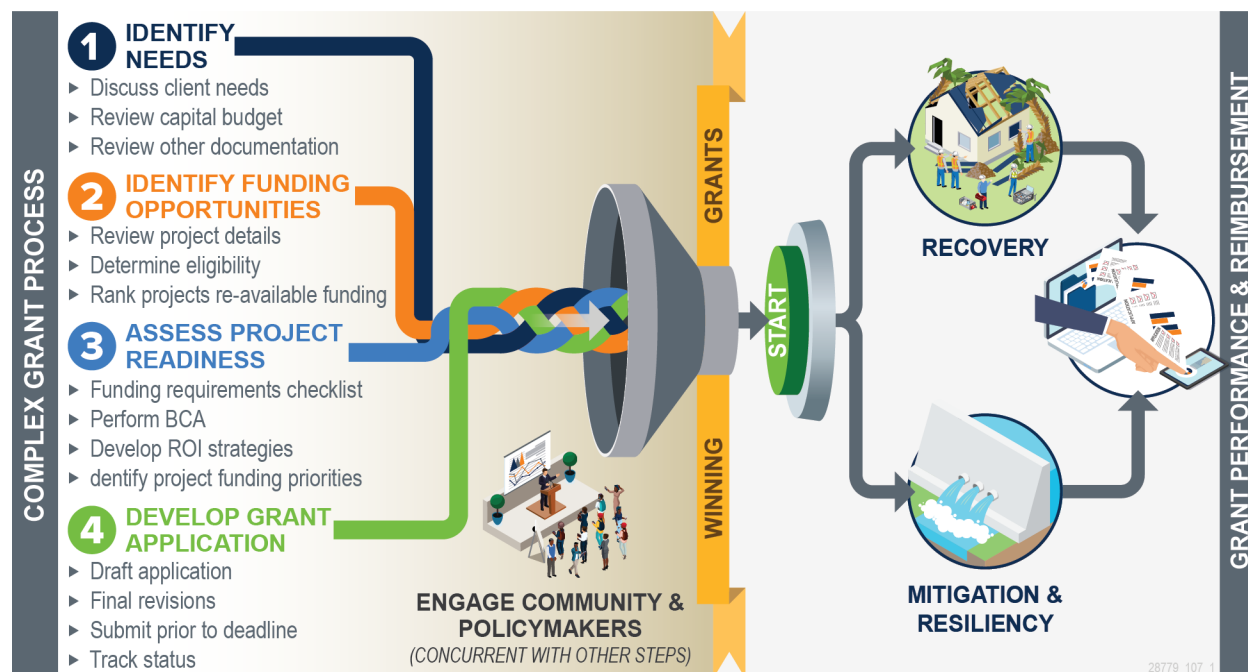 COMPLEX GRANT PROCESS
1 IDENTIFY
NEEDS
Discuss client needs
Review capital budget
Review other documentation
2 IDENTIFY FUNDING
OPPORTUNITIES
Review project details
Determine eligibility
Rank projects re-available funding
3 ASSESS PROJECT
READINESS
Funding requirements checklist
Perform BCA
Develop ROI strategies
dentify project funding priorities
4 DEVELOP GRANT
APPLICATION
Draft application
Final revisions
Submit prior to deadline
Track status
ENGAGE COMMUNITY &
POLICYMAKERS
(CONCURRENT WITH OTHER STEPS)
WINNING GRANTS
START
RECOVERY
MITIGATION &
RESILIENCY
GRANT PERFORMANCE & REIMBURSEMENT
28779_107_1